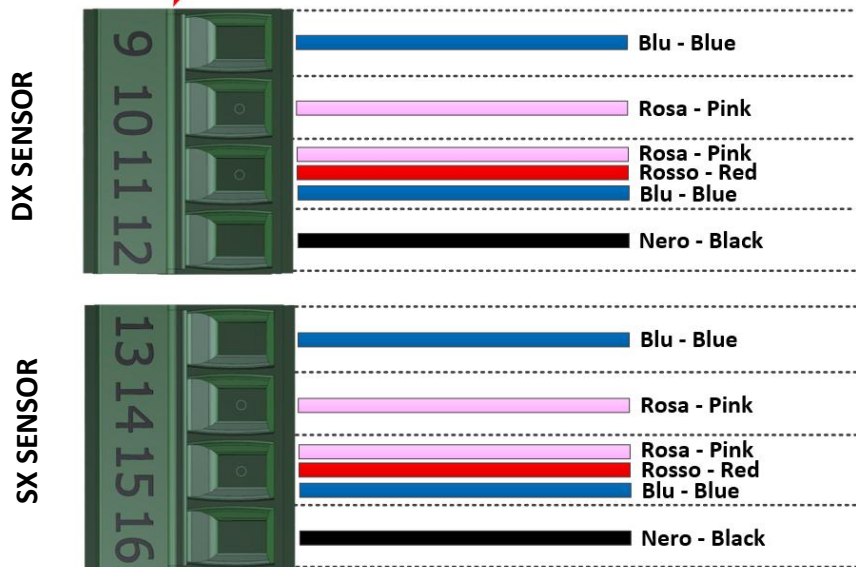 DX SENSOR
9
Blu - Blue
10
Rosa - Pink
11
Rosa - Pink
Rosso - Red
Blu - Blue
12
Nero - Black
SX SENSOR
13
Blu - Blue
14
Rosa - Pink
15
Rosa - Pink
Rosso - Red
Blu - Blue
16
Nero - Black